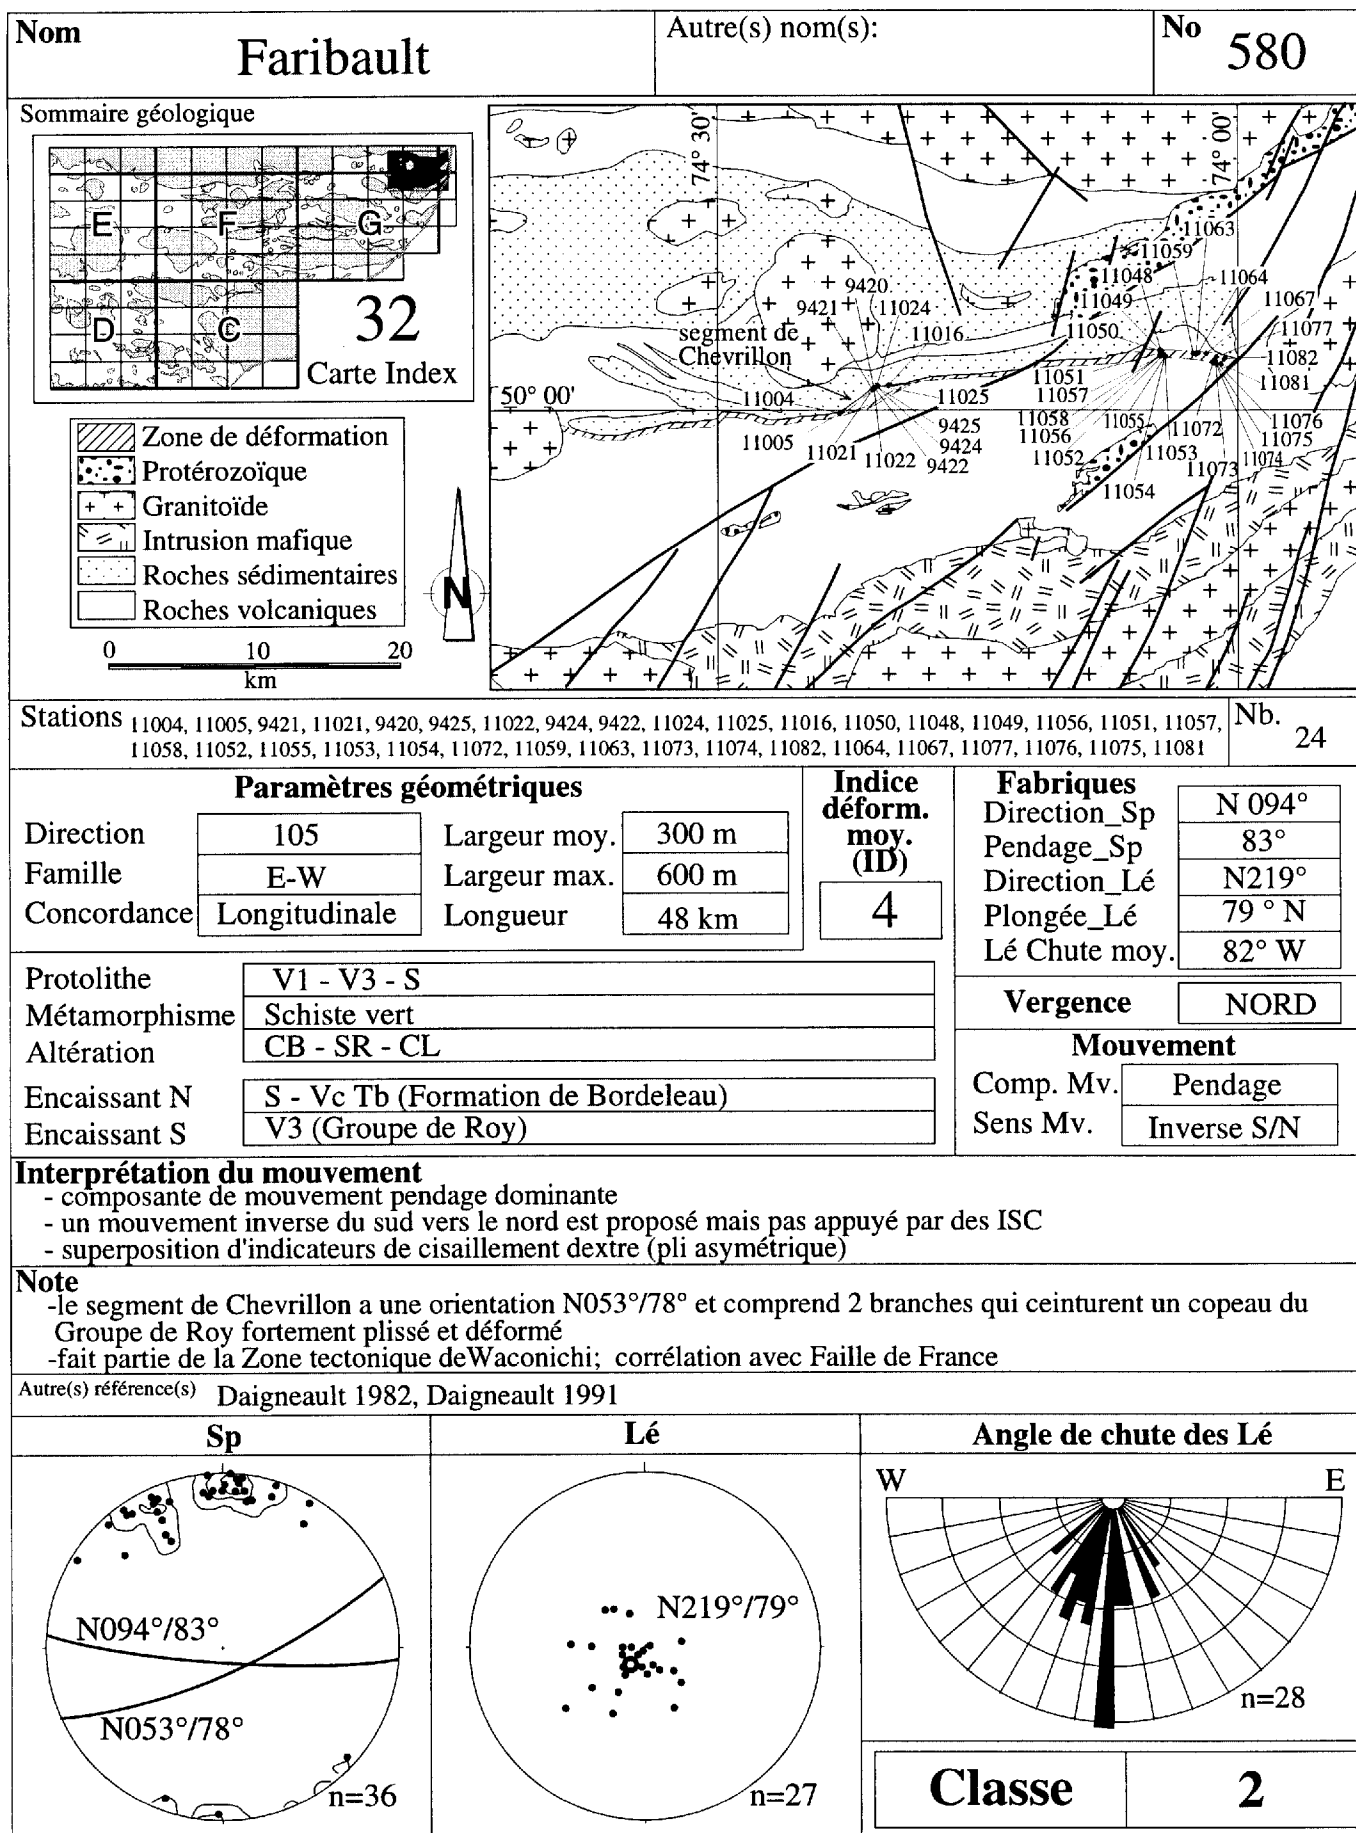 Nom
Faribault
Autre(s) nom(s):
No
580
Sommaire géologique
E
F
G
D
C
32
Carte Index
Zone de déformation
Protérozoïque
Granitoïde
Intrusion mafique
Roches sédimentaires
Roches volcaniques
N
0 10 20
km
74° 30'
74° 00'
50° 00'
segment de
Chevrillon
11063
11059
11048
11064
9420
11049
11067
9421
11024
11050
11077
11016
11082
11051
11081
11004
11025
11057
9425
11058
11055
11072
11076
11005
11021
11022
9424
11056
11053
11075
9422
11052
11073
11074
11054
Stations 11004, 11005, 9421, 11021, 9420, 9425, 11022, 9424, 9422, 11024, 11025, 11016, 11050, 11048, 11049, 11056, 11051, 11057,
11058, 11052, 11055, 11053, 11054, 11072, 11059, 11063, 11073, 11074, 11082, 11064, 11067, 11077, 11076, 11075, 11081
Nb.
24
Paramètres géométriques
Direction 105
Famille E-W
Concordance Longitudinale
Largeur moy. 300 m
Largeur max. 600 m
Longueur 48 km
Indice
déform.
moy.
(ID)
4
Fabriques
Direction_Sp N 094°
Pendage_Sp 83°
Direction_Lé N219°
Plongée_Lé 79 ° N
Lé Chute moy. 82° W
Protolithe V1 - V3 - S
Métamorphisme Schiste vert
Altération CB - SR - CL
Encaissant N S - Vc Tb (Formation de Bordeleau)
Encaissant S V3 (Groupe de Roy)
Vergence NORD
Mouvement
Comp. Mv. Pendage
Sens Mv. Inverse S/N
Interprétation du mouvement
- composante de mouvement pendage dominante
- un mouvement inverse du sud vers le nord est proposé mais pas appuyé par des ISC
- superposition d'indicateurs de cisaillement dextre (pli asymétrique)
Note
-le segment de Chevrillon a une orientation N053°/78° et comprend 2 branches qui ceinturent un copeau du
Groupe de Roy fortement plissé et déformé
-fait partie de la Zone tectonique deWaconichi; corrélation avec Faille de France
Autre(s) référence(s) Daigneault 1982, Daigneault 1991
Sp
N094°/83°
N053°/78°
n=36
Lé
N219°/79°
n=27
Angle de chute des Lé
W
E
n=28
Classe 2